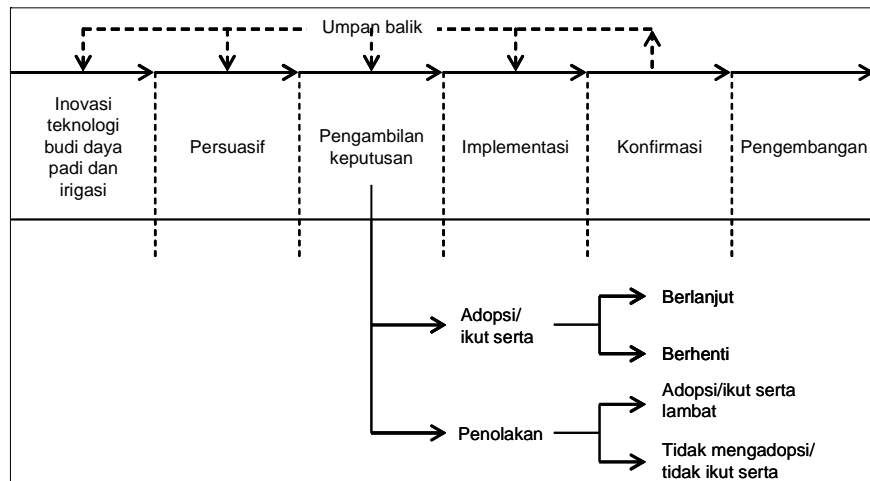 Umpan balik
Inovasi
teknologi
budi daya
padi dan
irigasi
Persuasif
Pengambilan
keputusan
Implementasi
Konfirmasi
Pengembangan
Adopsi/
ikut serta
Berlanjut
Berhenti
Penolakan
Adopsi/ikut serta
lambat
Tidak mengadopsi/
tidak ikut serta